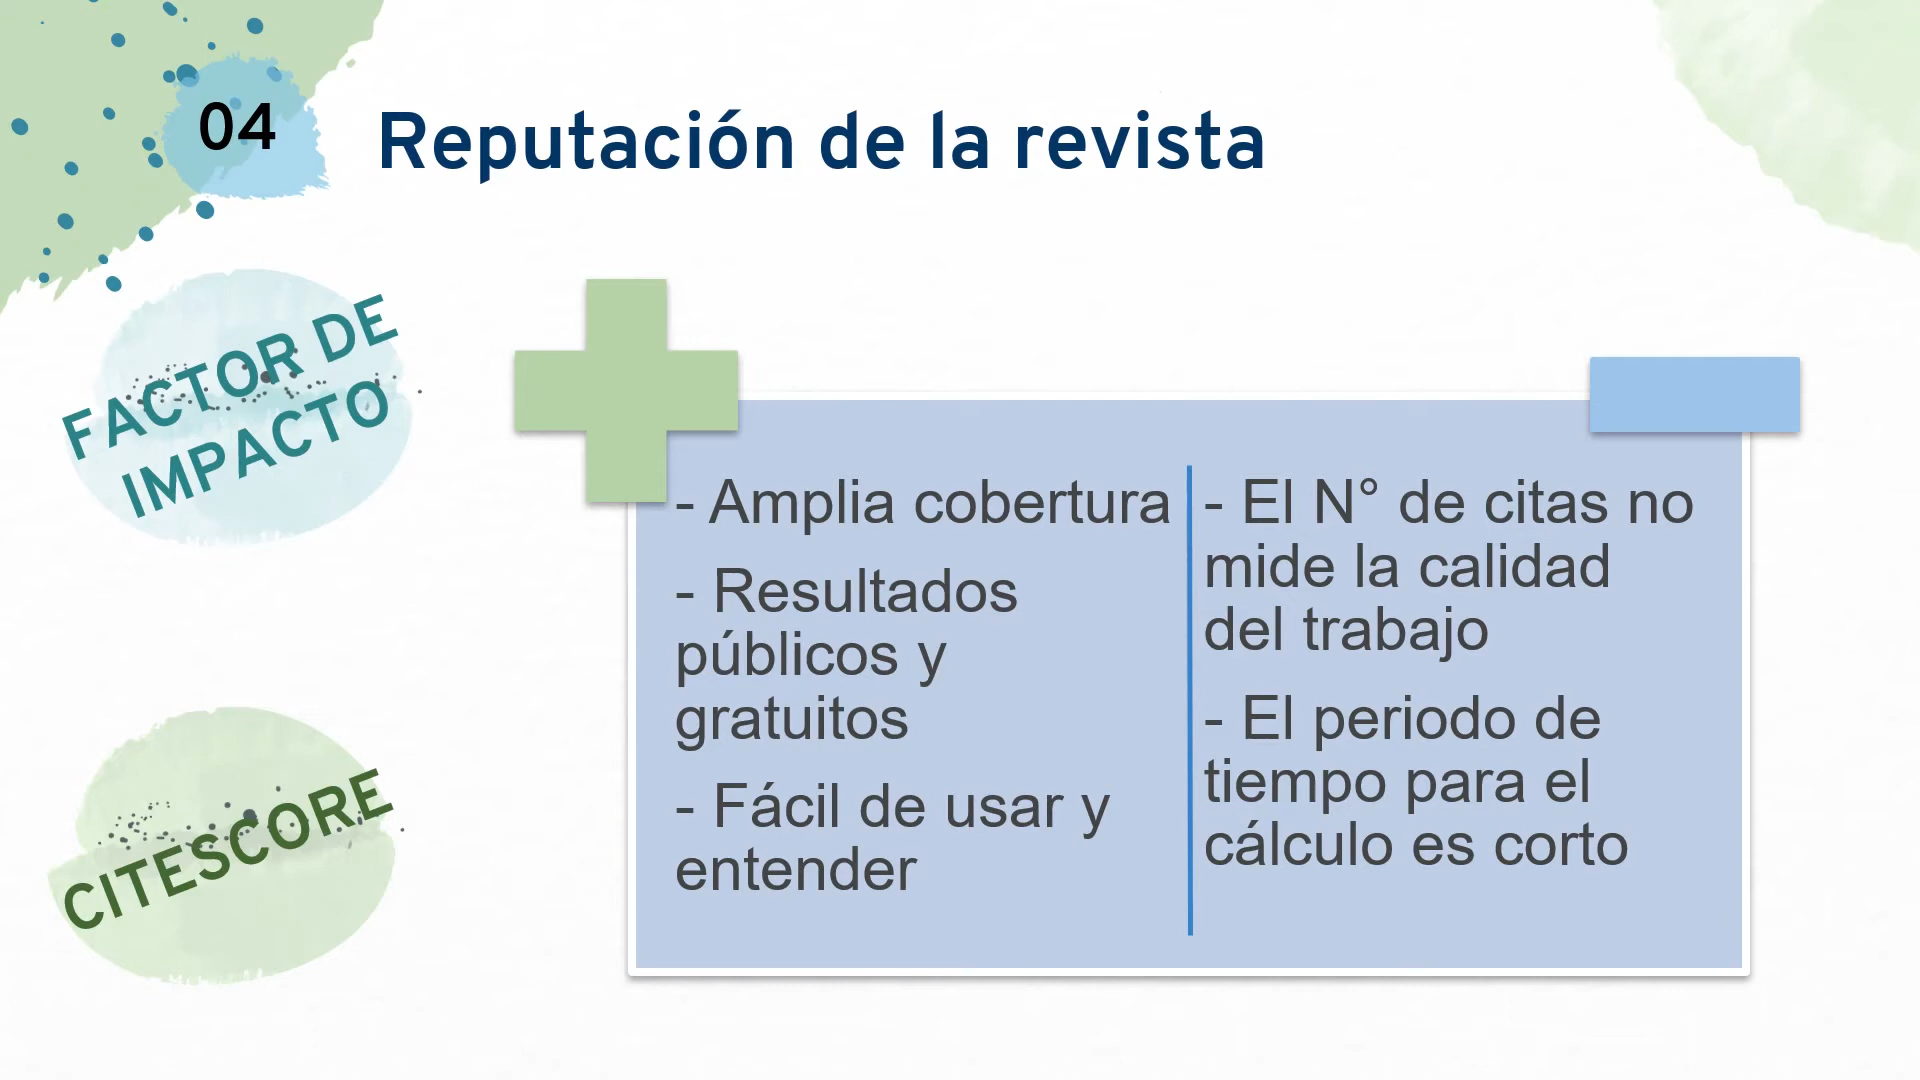 04
Reputación de la revista
FACTOR DE
IMPACTO
CITESCORE
- Amplia cobertura
- Resultados
públicos y
gratuitos
- Fácil de usar y
entender
- El N° de citas no
mide la calidad
del trabajo
- El periodo de
tiempo para el
cálculo es corto